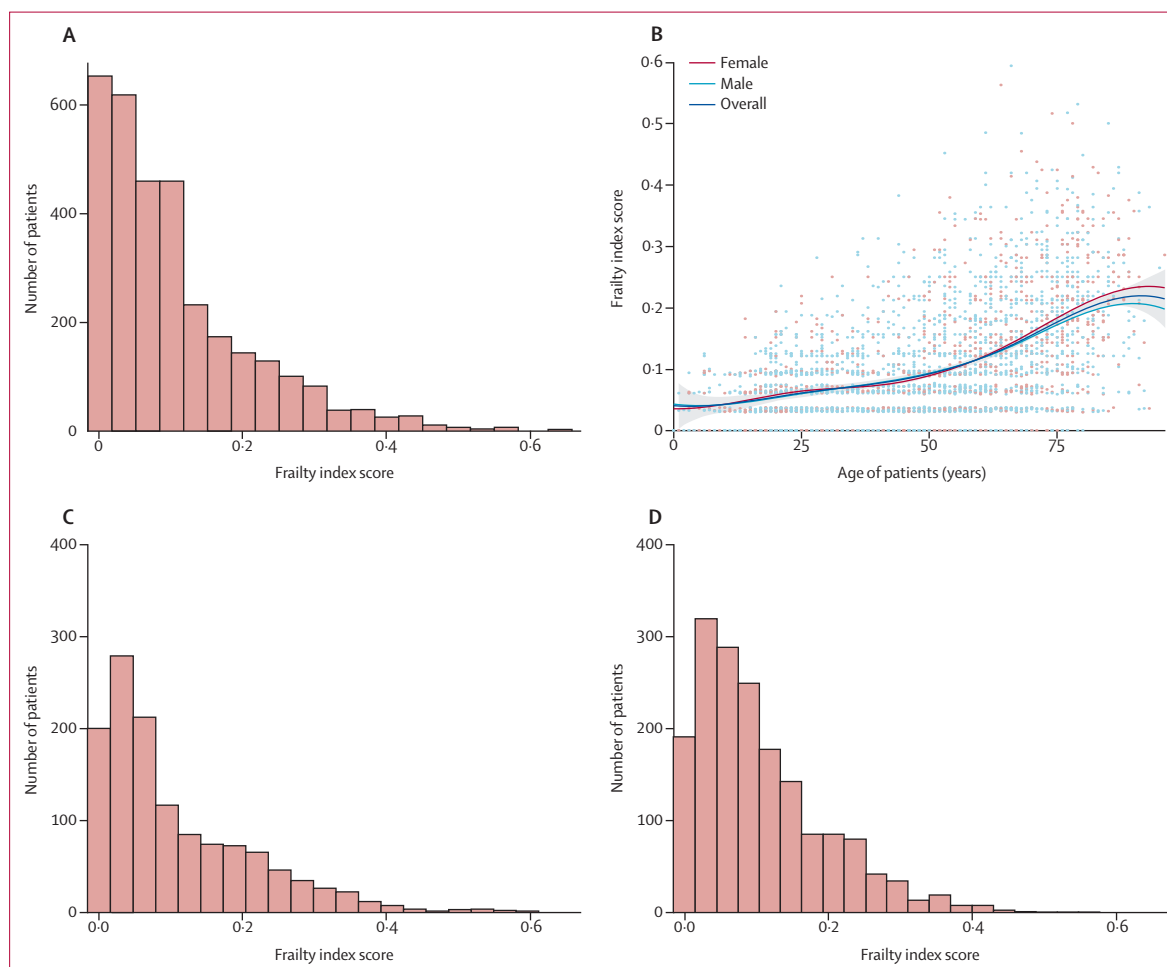 A
600
400
200
0
0·0
0·2
0·4
0·6
Number of patients
Frailty index score
B
Female
Male
Overall
0·6
0·5
0·4
0·3
0·2
0·1
0
0
25
50
75
Frailty index score
Age of patients (years)
C
400
300
200
100
0
0·0
0·2
0·4
0·6
Number of patients
Frailty index score
D
400
300
200
100
0
0·0
0·2
0·4
0·6
Number of patients
Frailty index score